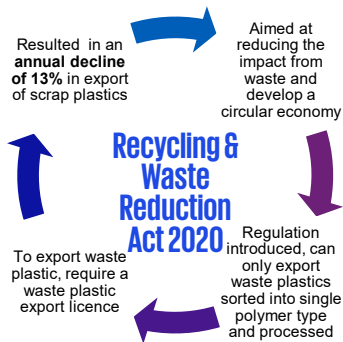 Resulted in an
annual decline
of 13% in export
of scrap plastics
Aimed at
reducing the
impact from
waste and
develop a
circular economy
Recycling &
Waste
Reduction
Act 2020
Regulation
introduced, can
only export
waste plastics
sorted into single
polymer type
and processed
To export waste
plastic, require a
waste plastic
export licence